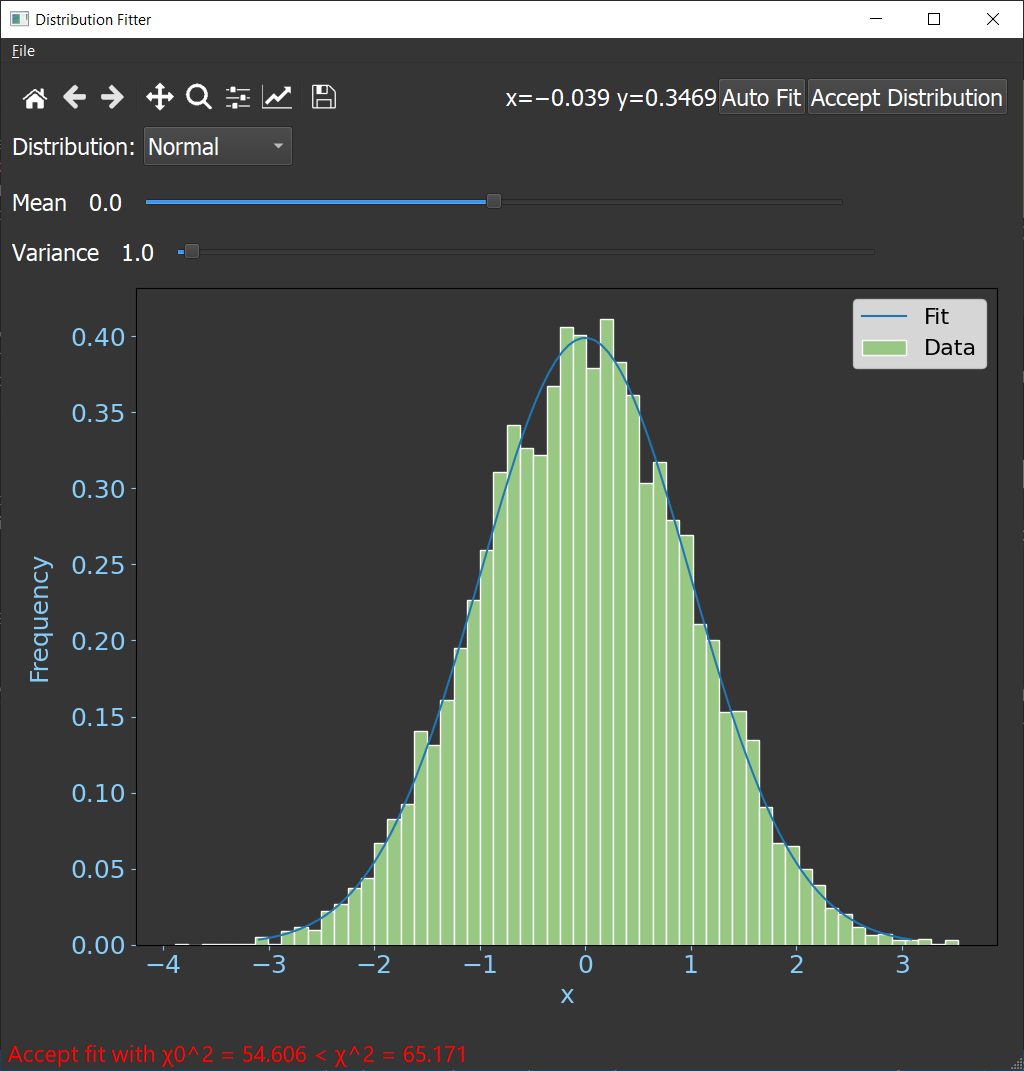 Distribution Fitter
File
x=−0.039 y=0.3469 Auto Fit Accept Distribution
Distribution: Normal
Mean 0.0
Variance 1.0
Fit
Data
0.40
0.35
0.30
0.25
0.20
0.15
0.10
0.05
0.00
Frequency
−4 −3 −2 −1 0 1 2 3
x
Accept fit with χ0^2 = 54.606 < χ^2 = 65.171